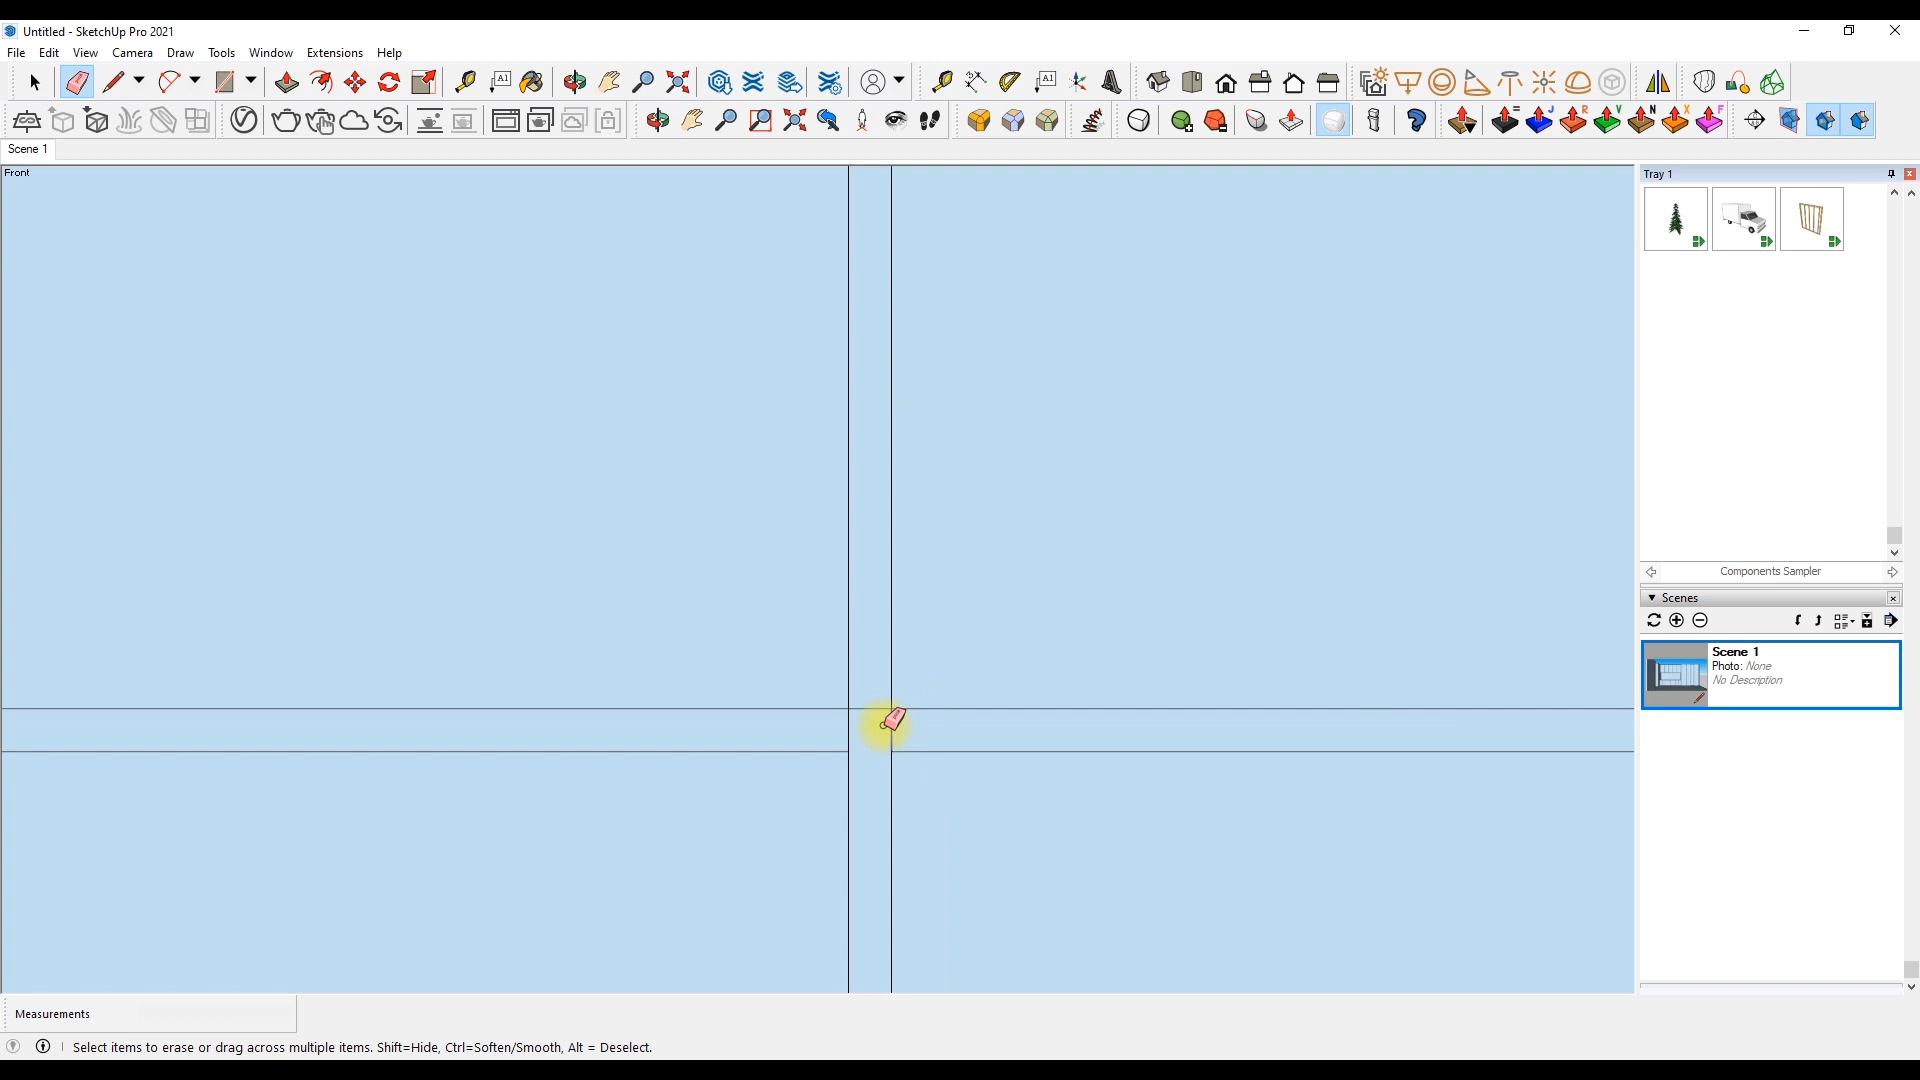 Untitled - SketchUp Pro 2021
File Edit View Camera Draw Tools Window Extensions Help
Scene 1
Front
Tray 1
Components Sampler
Scenes
Scene 1
Photo: None
No Description
Measurements
Select items to erase or drag across multiple items. Shift=Hide, Ctrl=Soften/Smooth, Alt = Deselect.